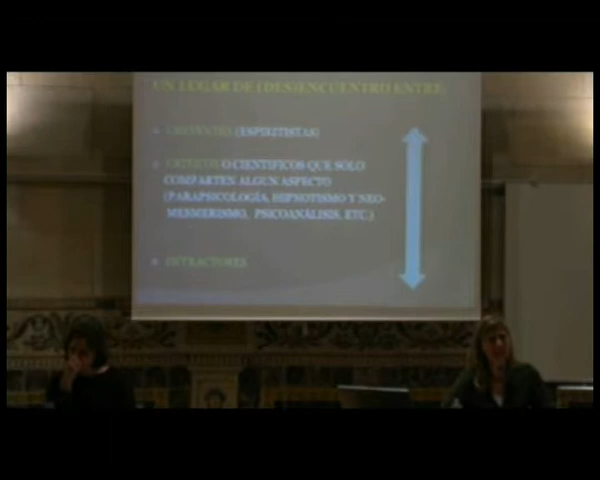 UN LUGAR DE (DES)ENCUENTRO ENTRE
CREYENTES (ESPIRITISTAS)
CRITICOS O CIENTIFICOS QUE SOLO
COMPARTEN ALGUN ASPECTO
(PARAPSICOLOGÍA, HIPNOTISMO Y NEO-
MESMERISMO, PSICOANÁLISIS, ETC.)
DETRACTORES